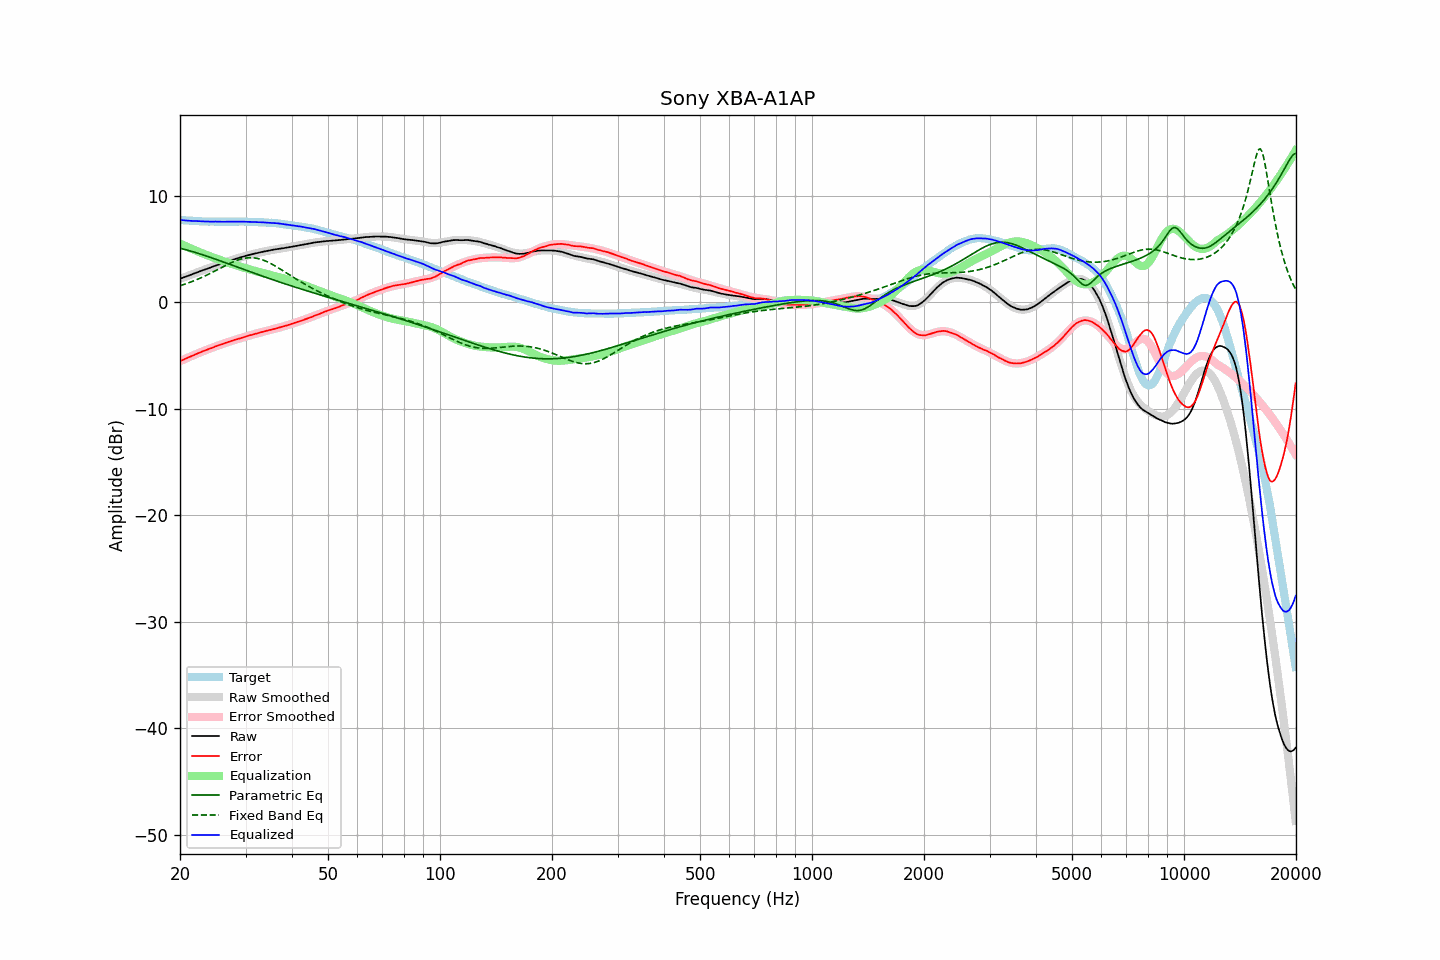 Sony XBA-A1AP
Amplitude (dBr)
10
0
−10
−20
−30
−40
−50
Target
Raw Smoothed
Error Smoothed
Raw
Error
Equalization
Parametric Eq
Fixed Band Eq
Equalized
20 50 100 200 500 1000 2000 5000 10000 20000
Frequency (Hz)